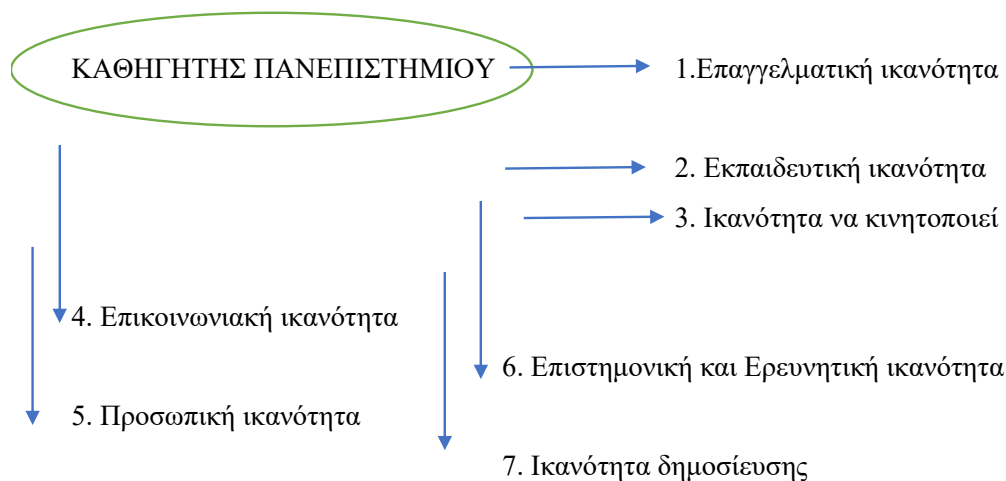 ΚΑΘΗΓΗΤΗΣ ΠΑΝΕΠΙΣΤΗΜΙΟΥ
1.Επαγγελματική ικανότητα
2. Εκπαιδευτική ικανότητα
3. Ικανότητα να κινητοποιεί
4. Επικοινωνιακή ικανότητα
6. Επιστημονική και Ερευνητική ικανότητα
5. Προσωπική ικανότητα
7. Ικανότητα δημοσίευσης